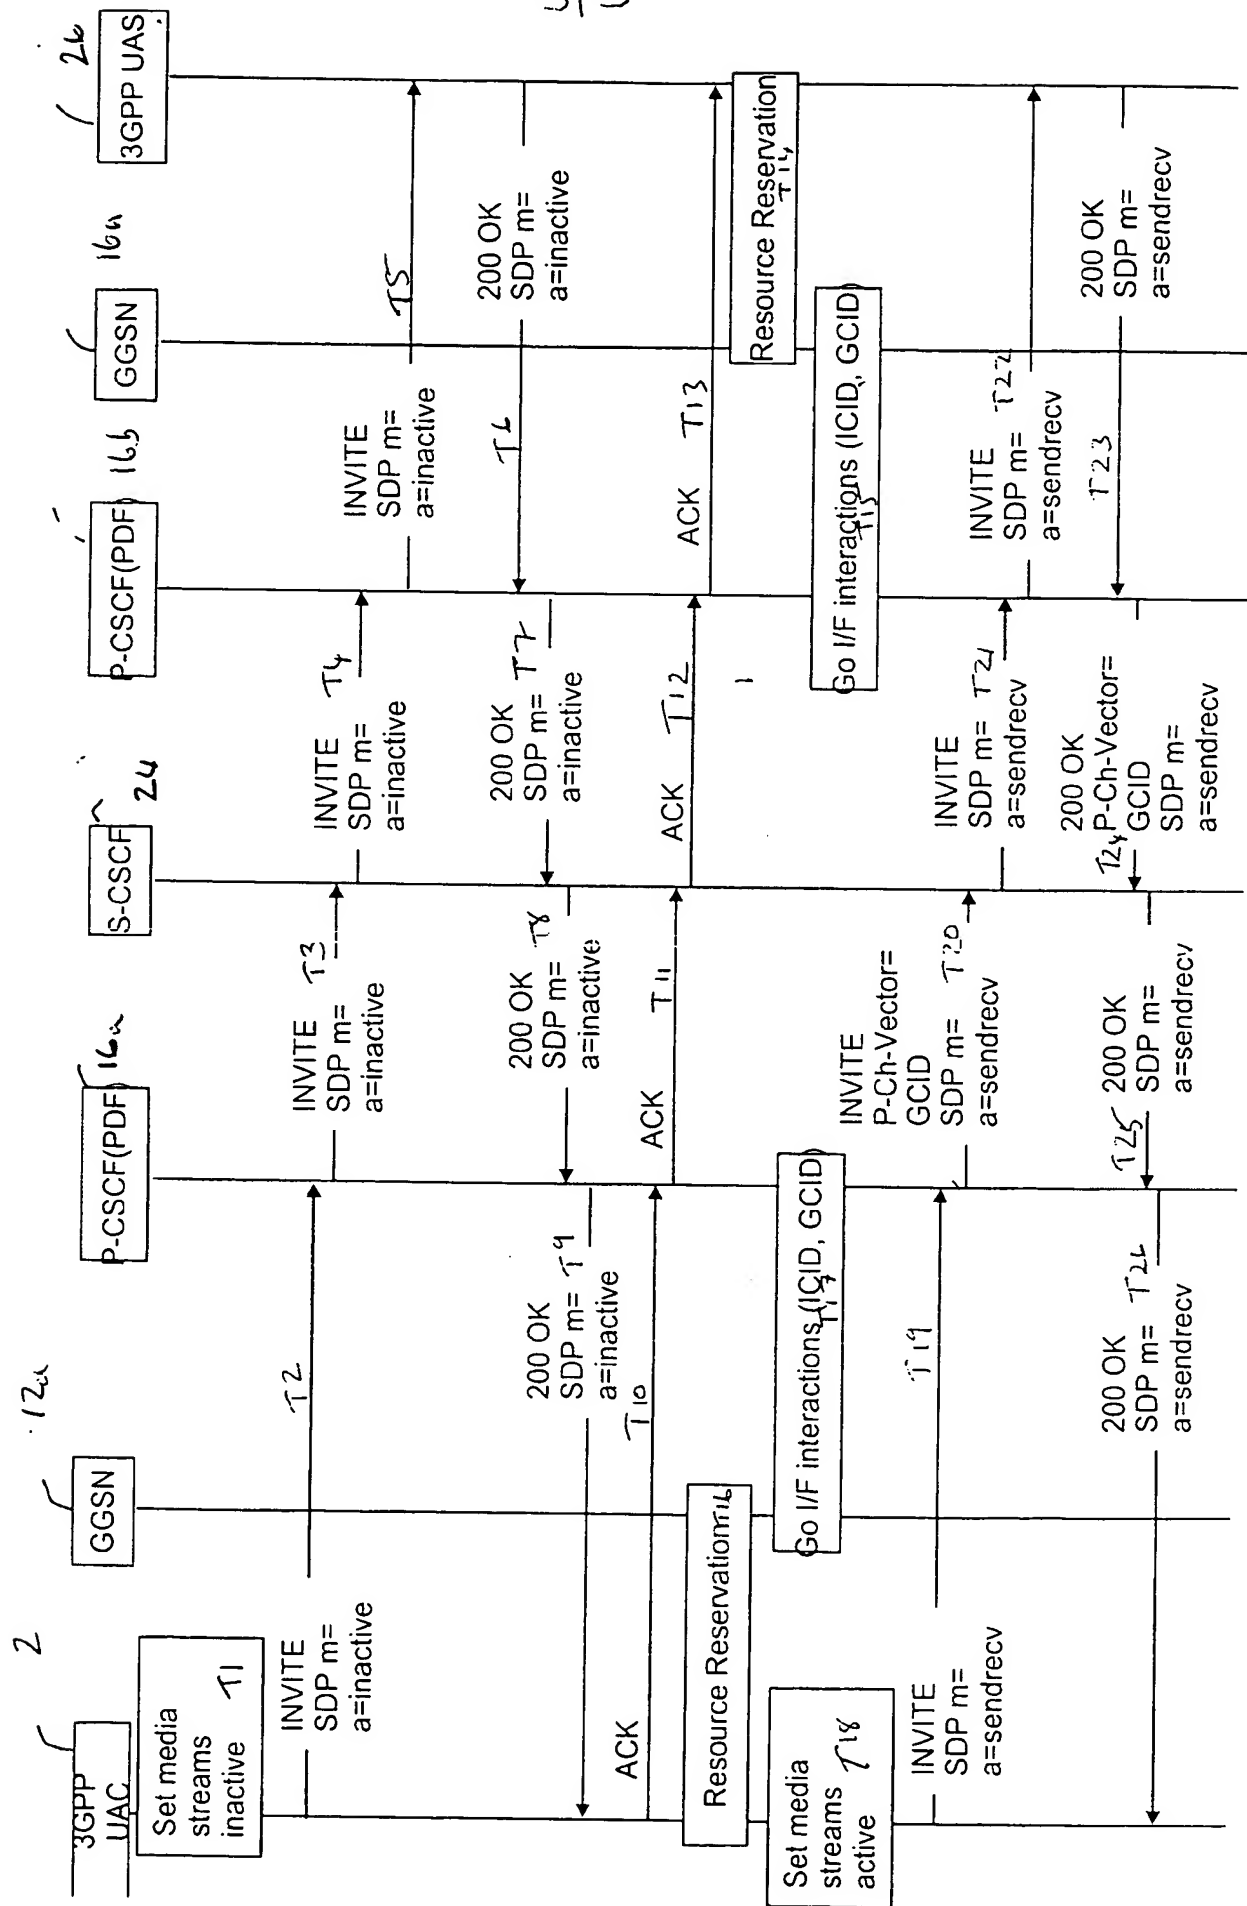 2
3GPP
UAC
GGSN
12a
P-CSCF(PDF)
16a
S-CSCF
24
P-CSCF(PDF)
16b
GGSN
16a
3GPP UAS
26
Set media
streams
inactive
T1
INVITE
SDP m=
a=inactive
T2
INVITE
SDP m=
a=inactive
T3
INVITE
SDP m=
a=inactive
T4
INVITE
SDP m=
a=inactive
T5
200 OK
SDP m=
a=inactive
T6
200 OK
SDP m=
a=inactive
T7
200 OK
SDP m=
a=inactive
T8
200 OK
SDP m=
a=inactive
T9
ACK
T10
ACK
T11
ACK
T12
ACK
T13
Resource Reservation
T14
Go I/F interactions (ICID, GCID)
T15
Resource Reservation
T16
Go I/F interactions (ICID, GCID)
T17
Set media
streams
active
T18
INVITE
SDP m=
a=sendrecv
T19
INVITE
P-Ch-Vector=
GCID
SDP m=
a=sendrecv
T20
INVITE
SDP m=
a=sendrecv
T21
INVITE
SDP m=
a=sendrecv
T22
200 OK
SDP m=
a=sendrecv
T23
200 OK
P-Ch-Vector=
GCID
SDP m=
a=sendrecv
T24
200 OK
SDP m=
a=sendrecv
T25
200 OK
SDP m=
a=sendrecv
T26